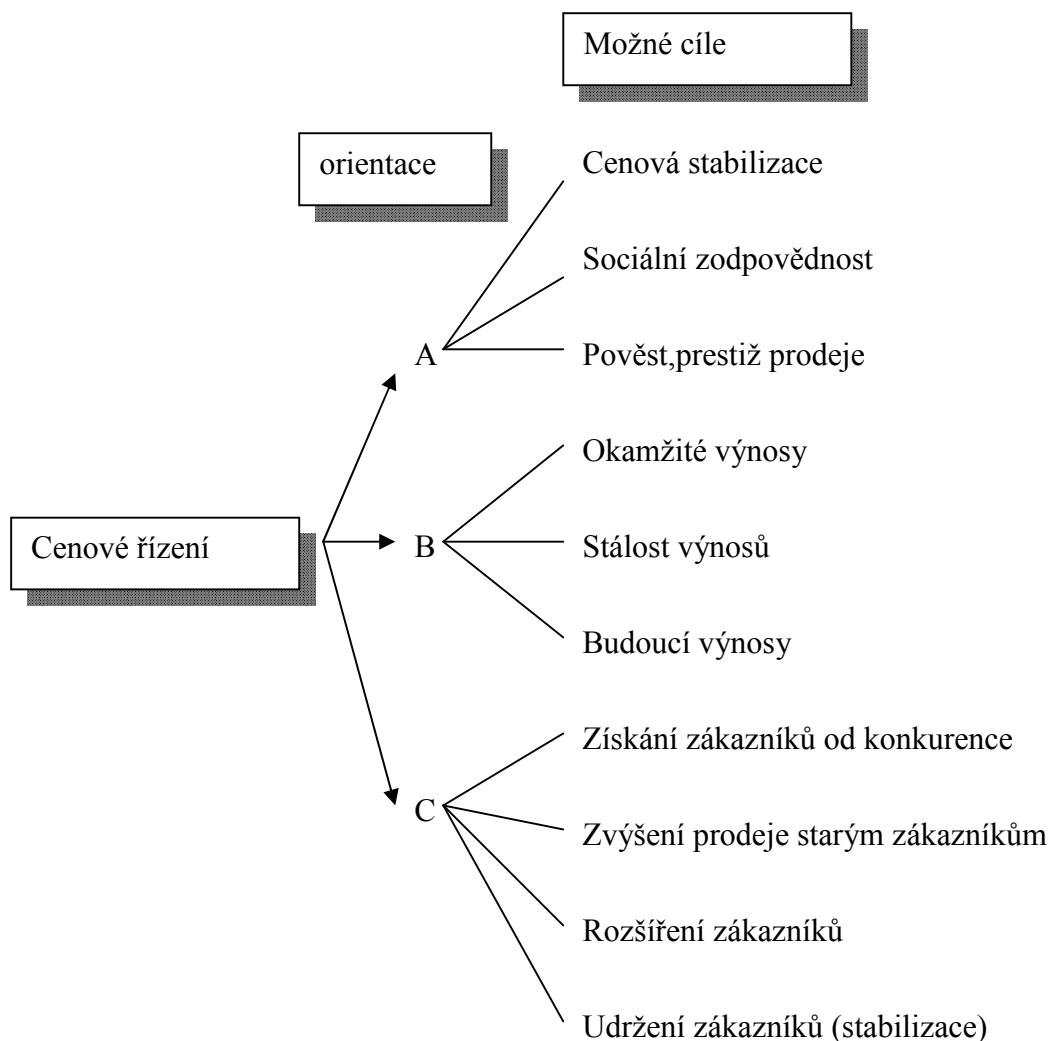 Možné cíle
orientace
Cenová stabilizace
Sociální zodpovědnost
A
Pověst,prestiž prodeje
Okamžité výnosy
Cenové řízení
B
Stálost výnosů
Budoucí výnosy
Získání zákazníků od konkurence
C
Zvýšení prodeje starým zákazníkům
Rozšíření zákazníků
Udržení zákazníků (stabilizace)